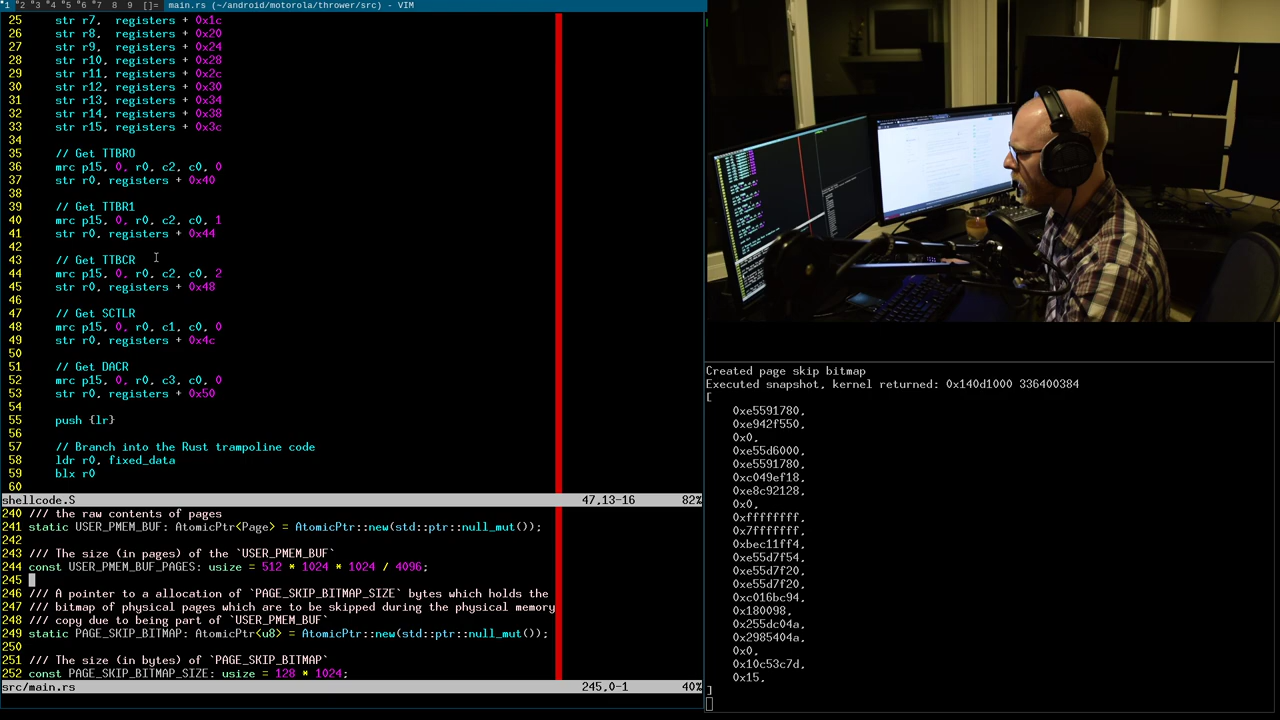 1 2 3 4 5 6 7 8 9 []= main.rs (~/android/motorola/thrower/src) - VIM
25 str r7, registers + 0x1c
26 str r8, registers + 0x20
27 str r9, registers + 0x24
28 str r10, registers + 0x28
29 str r11, registers + 0x2c
30 str r12, registers + 0x30
31 str r13, registers + 0x34
32 str r14, registers + 0x38
33 str r15, registers + 0x3c
34
35 // Get TTBR0
36 mrc p15, 0, r0, c2, c0, 0
37 str r0, registers + 0x40
38
39 // Get TTBR1
40 mrc p15, 0, r0, c2, c0, 1
41 str r0, registers + 0x44
42
43 // Get TTBCR
44 mrc p15, 0, r0, c2, c0, 2
45 str r0, registers + 0x48
46
47 // Get SCTLR
48 mrc p15, 0, r0, c1, c0, 0
49 str r0, registers + 0x4c
50
51 // Get DACR
52 mrc p15, 0, r0, c3, c0, 0
53 str r0, registers + 0x50
54
55 push {lr}
56
57 // Branch into the Rust trampoline code
58 ldr r0, fixed_data
59 blx r0
60
shellcode.S 47,13-16 82%
240 /// the raw contents of pages
241 static USER_PMEM_BUF: AtomicPtr<Page> = AtomicPtr::new(std::ptr::null_mut());
242
243 /// The size (in pages) of the `USER_PMEM_BUF`
244 const USER_PMEM_BUF_PAGES: usize = 512 * 1024 * 1024 / 4096;
245
246 /// A pointer to a allocation of `PAGE_SKIP_BITMAP_SIZE` bytes which holds the
247 /// bitmap of physical pages which are to be skipped during the physical memory
248 /// copy due to being part of `USER_PMEM_BUF`
249 static PAGE_SKIP_BITMAP: AtomicPtr<u8> = AtomicPtr::new(std::ptr::null_mut());
250
251 /// The size (in bytes) of `PAGE_SKIP_BITMAP`
252 const PAGE_SKIP_BITMAP_SIZE: usize = 128 * 1024;
src/main.rs 245,0-1 40%
Created page skip bitmap
Executed snapshot, kernel returned: 0x140d1000 336400384
[
0xe5591780,
0xe942f550,
0x0,
0xe55d6000,
0xe5591780,
0xc049ef18,
0xe8c92128,
0x0,
0xffffffff,
0x7fffffff,
0xbec11ff4,
0xe55d7f54,
0xe55d7f20,
0xe55d7f20,
0xc016bc94,
0x180098,
0x255dc04a,
0x2985404a,
0x0,
0x10c53c7d,
0x15,
]